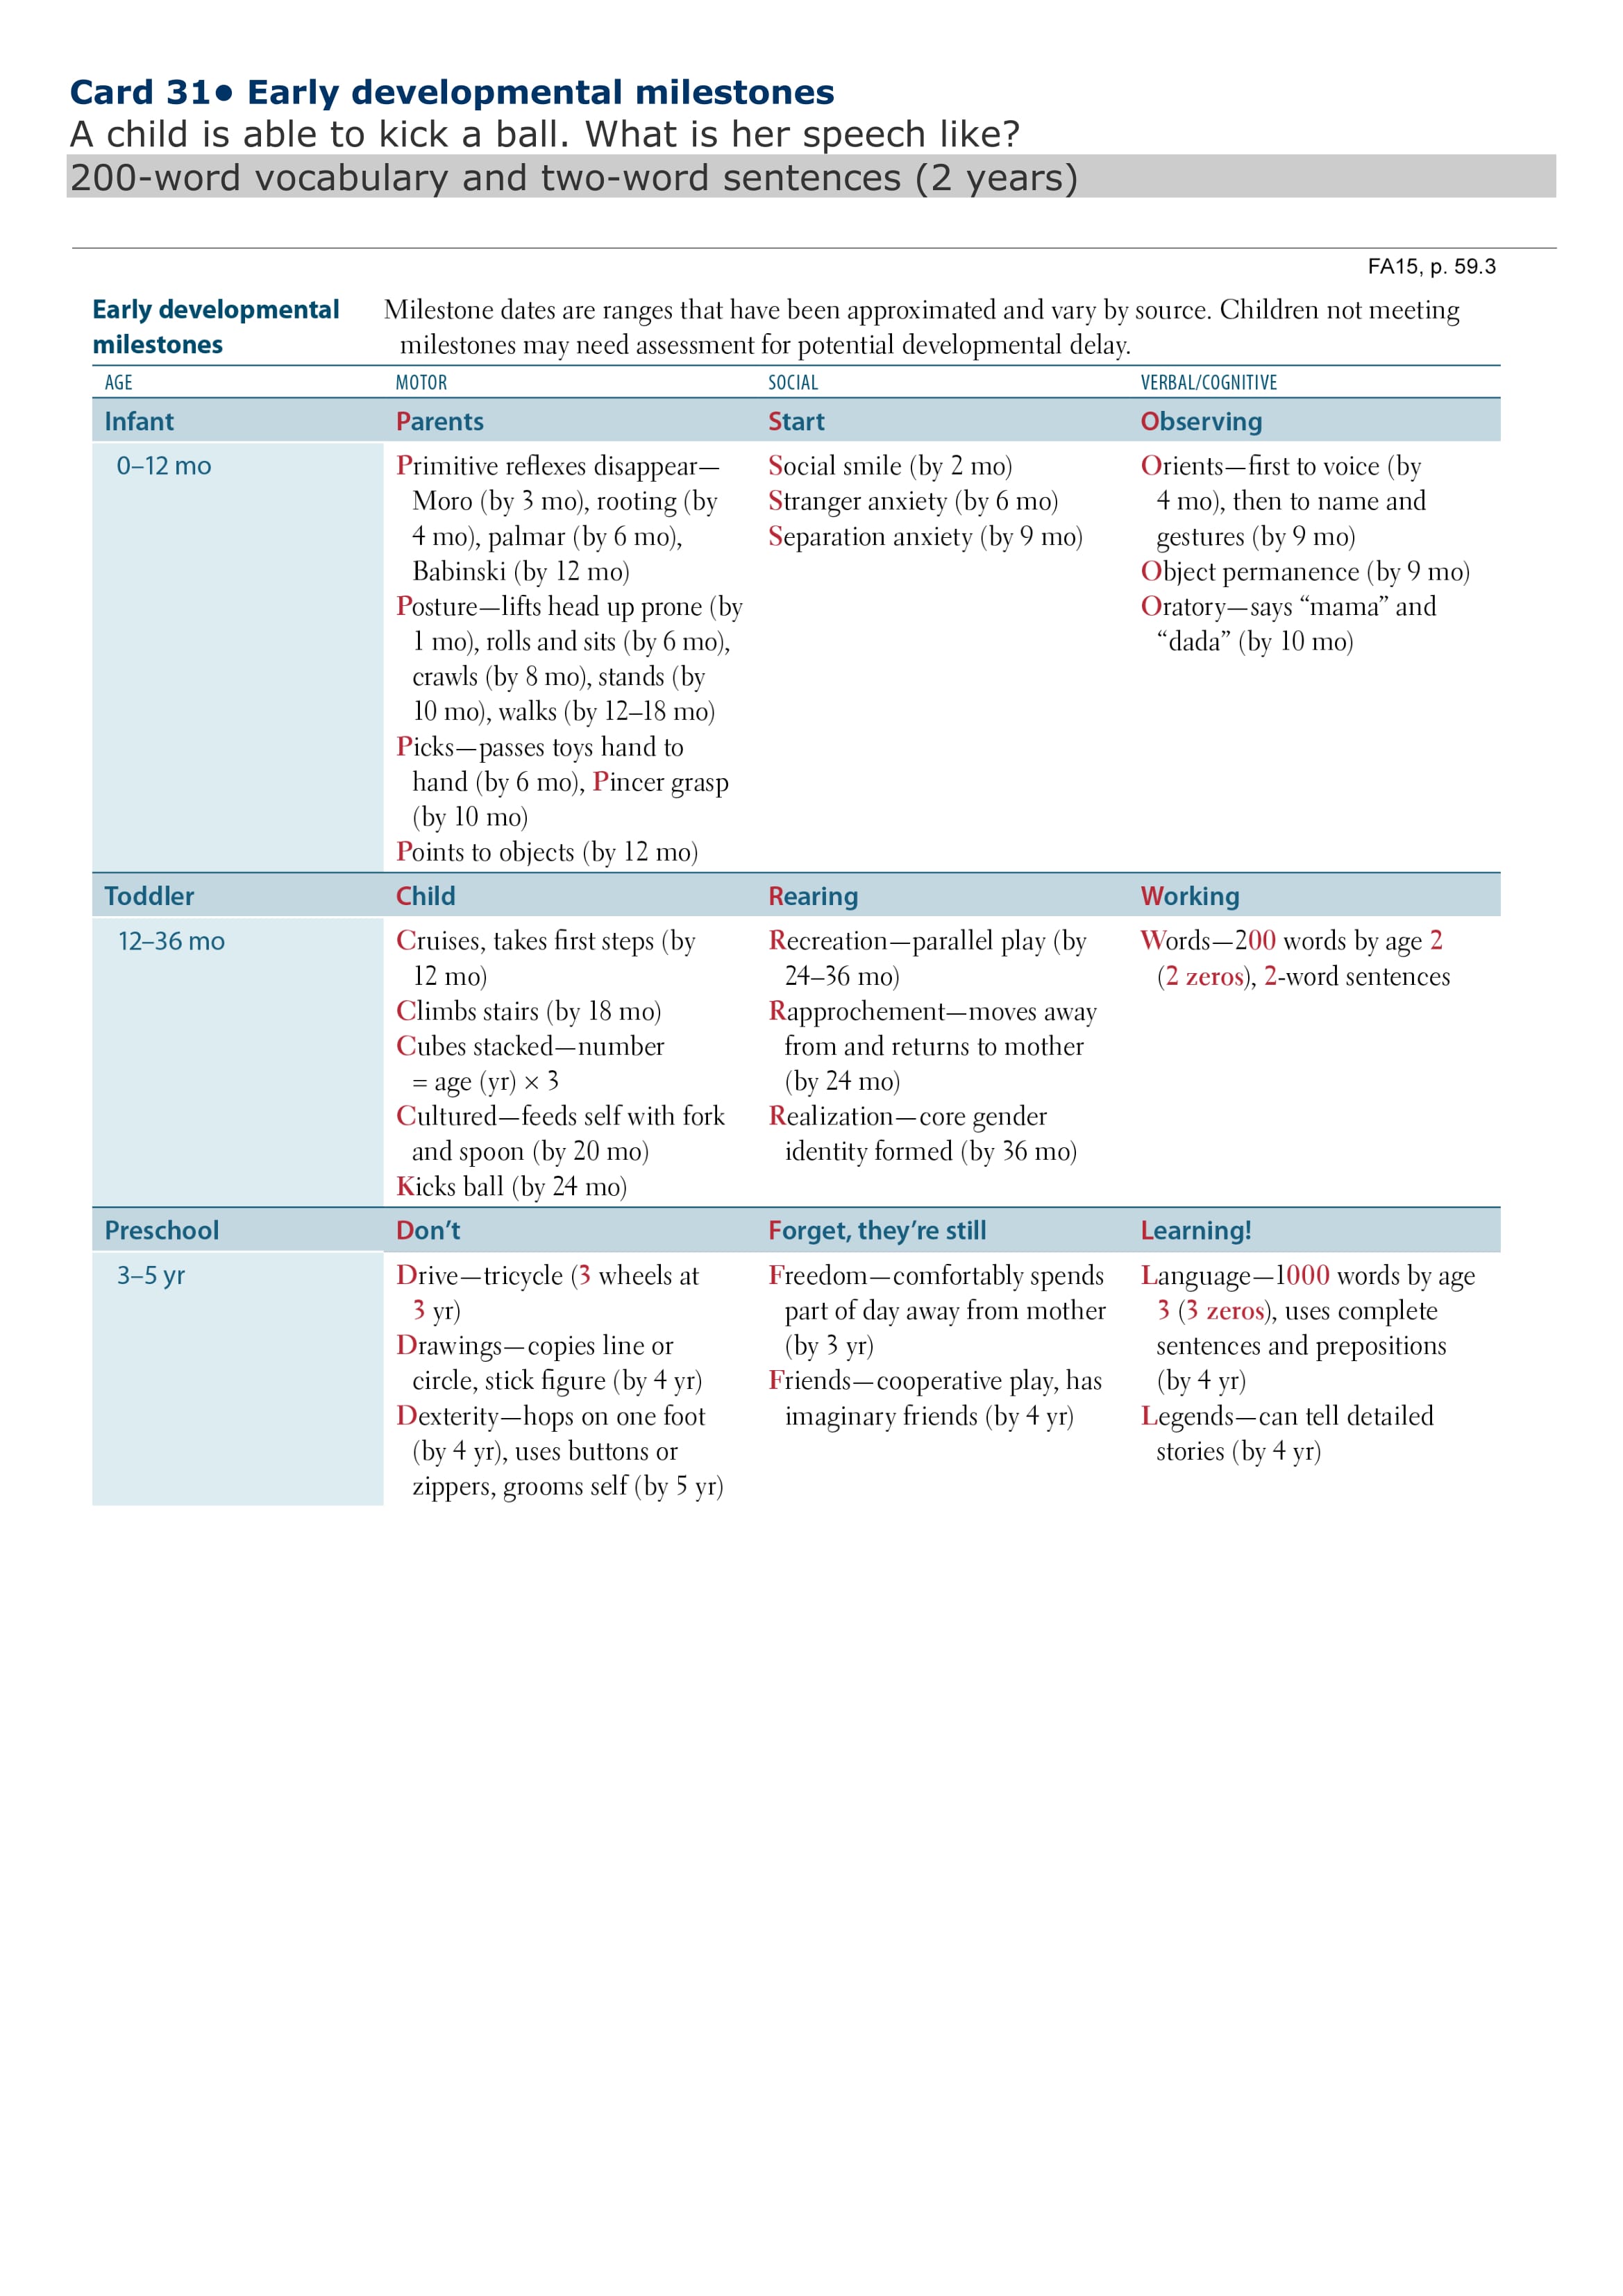 Card 31● Early developmental milestones
A child is able to kick a ball. What is her speech like?
200-word vocabulary and two-word sentences (2 years)
FA15, p. 59.3
Early developmental
milestones
Milestone dates are ranges that have been approximated and vary by source. Children not meeting
milestones may need assessment for potential developmental delay.
AGE MOTOR SOCIAL VERBAL/COGNITIVE
Infant Parents Start Observing
0–12 mo
Primitive reflexes disappear—
Moro (by 3 mo), rooting (by
4 mo), palmar (by 6 mo),
Babinski (by 12 mo)
Posture—lifts head up prone (by
1 mo), rolls and sits (by 6 mo),
crawls (by 8 mo), stands (by
10 mo), walks (by 12–18 mo)
Picks—passes toys hand to
hand (by 6 mo), Pincer grasp
(by 10 mo)
Points to objects (by 12 mo)
Social smile (by 2 mo)
Stranger anxiety (by 6 mo)
Separation anxiety (by 9 mo)
Orients—first to voice (by
4 mo), then to name and
gestures (by 9 mo)
Object permanence (by 9 mo)
Oratory—says “mama” and
“dada” (by 10 mo)
Toddler Child Rearing Working
12–36 mo
Cruises, takes first steps (by
12 mo)
Climbs stairs (by 18 mo)
Cubes stacked—number
= age (yr) × 3
Cultured—feeds self with fork
and spoon (by 20 mo)
Kicks ball (by 24 mo)
Recreation—parallel play (by
24–36 mo)
Rapprochement—moves away
from and returns to mother
(by 24 mo)
Realization—core gender
identity formed (by 36 mo)
Words—200 words by age 2
(2 zeros), 2-word sentences
Preschool Don’t Forget, they’re still Learning!
3–5 yr
Drive—tricycle (3 wheels at
3 yr)
Drawings—copies line or
circle, stick figure (by 4 yr)
Dexterity—hops on one foot
(by 4 yr), uses buttons or
zippers, grooms self (by 5 yr)
Freedom—comfortably spends
part of day away from mother
(by 3 yr)
Friends—cooperative play, has
imaginary friends (by 4 yr)
Language—1000 words by age
3 (3 zeros), uses complete
sentences and prepositions
(by 4 yr)
Legends—can tell detailed
stories (by 4 yr)